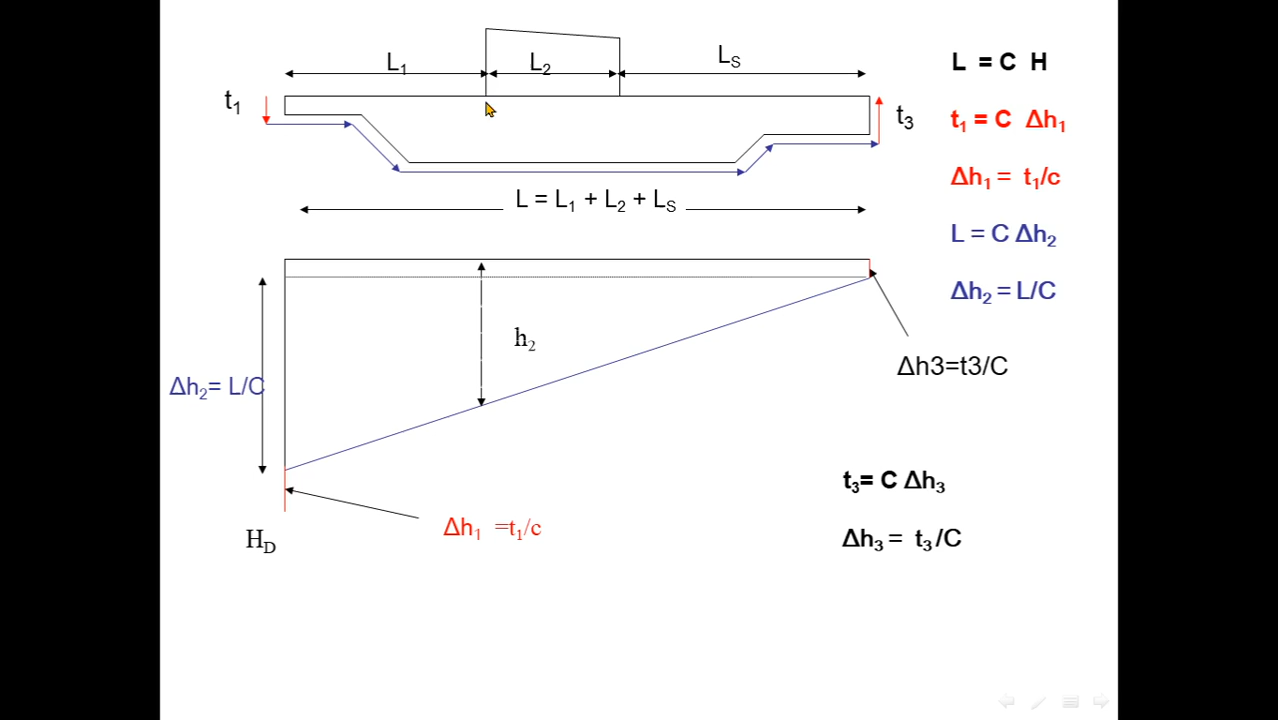 L₁
L₂
Lₛ
L = C H
t₁
t₃
t₁ = C Δh₁
Δh₁ = t₁/c
L = L₁ + L₂ + Lₛ
L = C Δh₂
Δh₂ = L/C
h₂
Δh3=t3/C
Δh₂= L/C
t₃= C Δh₃
Δh₁ =t₁/c
H_D
Δh₃ = t₃/C